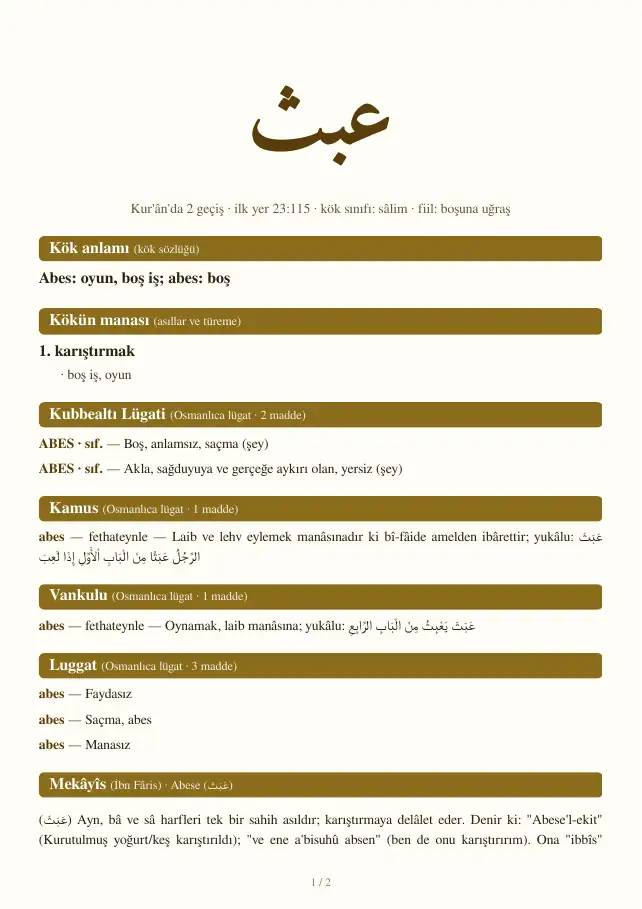 عبث
Kur'ân'da 2 geçiş · ilk yer 23:115 · kök sınıfı: sâlim · fiil: boşuna uğraş
Kök anlamı (kök sözlüğü)
Abes: oyun, boş iş; abes: boş
Kökün manası (asıllar ve türeme)
1. karıştırmak
· boş iş, oyun
Kubbealtı Lügati (Osmanlıca lügat · 2 madde)
ABES · sıf. — Boş, anlamsız, saçma (şey)
ABES · sıf. — Akla, sağduyuya ve gerçeğe aykırı olan, yersiz (şey)
Kamus (Osmanlıca lügat · 1 madde)
abes — fethateynle — Laib ve lehv eylemek manâsınadır ki bî-fâide amelden ibârettir; yukâlu: عَبَثَ
الرَّجُلُ عَبَثًا مِنَ الْبَابِ الْأَوَّلِ إِذَا لَعِبَ
Vankulu (Osmanlıca lügat · 1 madde)
abes — fethateynle — Oynamak, laib manâsına; yukâlu: عَبَثَ يَعْبِثُ مِنَ الْبَابِ الرَّابِعِ
Luggat (Osmanlıca lügat · 3 madde)
abes — Faydasız
abes — Saçma, abes
abes — Manasız
Mekâyîs (İbn Fâris) · Abese (عَبَثَ)
(عَبَثَ) Ayn, bâ ve sâ harfleri tek bir sahih asıldır; karıştırmaya delâlet eder. Denir ki: "Abese'l-ekit"
(Kurutulmuş yoğurt/keş karıştırıldı); "ve ene a'bisuhû absen" (ben de onu karıştırırım). Ona "ibbîs"
1 / 2